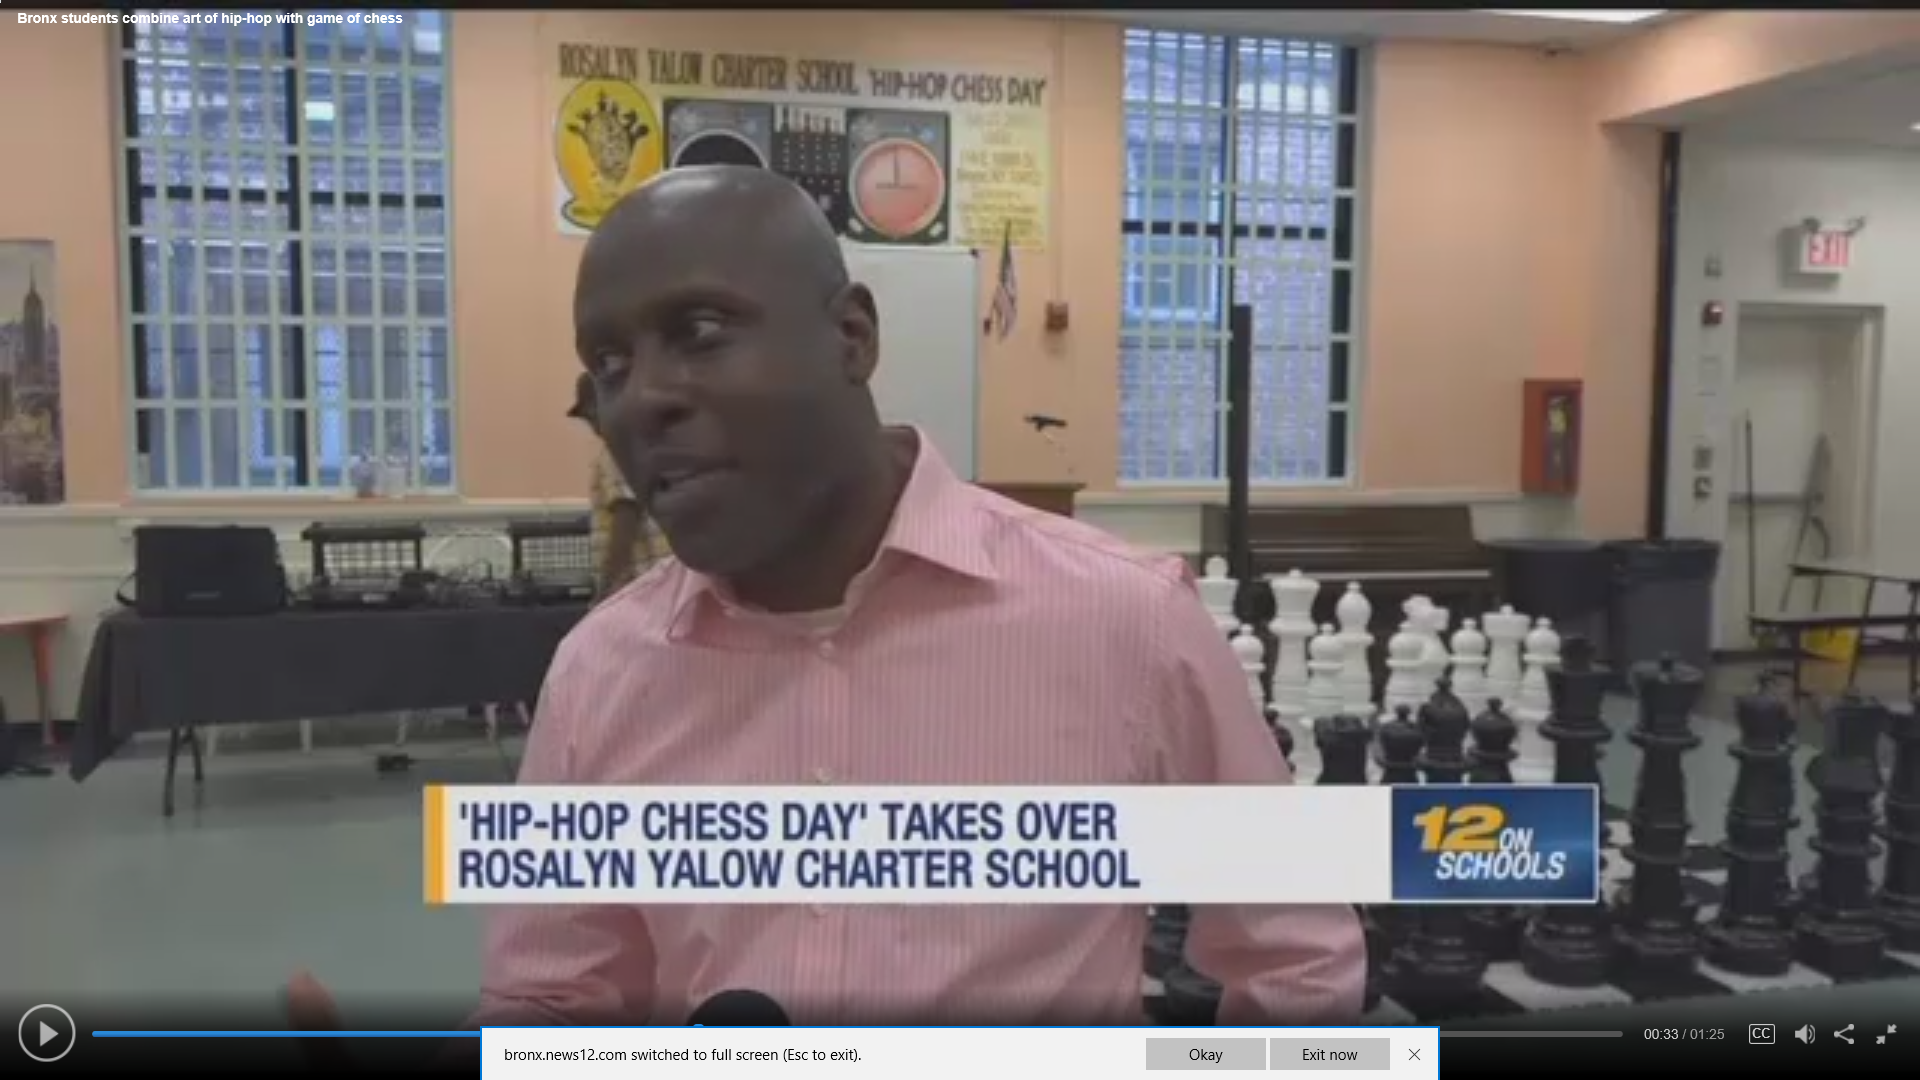 Bronx students combine art of hip-hop with game of chess
ROSALYN YALOW CHARTER SCHOOL 'HIP-HOP CHESS DAY'
EXIT
'HIP-HOP CHESS DAY' TAKES OVER
ROSALYN YALOW CHARTER SCHOOL
12 ON
SCHOOLS
00:33 / 01:25
CC
bronx.news12.com switched to full screen (Esc to exit).
Okay
Exit now